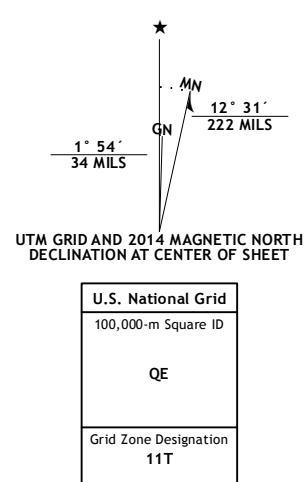 ★
MN
12° 31´
222 MILS
GN
1° 54´
34 MILS
UTM GRID AND 2014 MAGNETIC NORTH
DECLINATION AT CENTER OF SHEET
U.S. National Grid
100,000-m Square ID
QE
Grid Zone Designation
11T